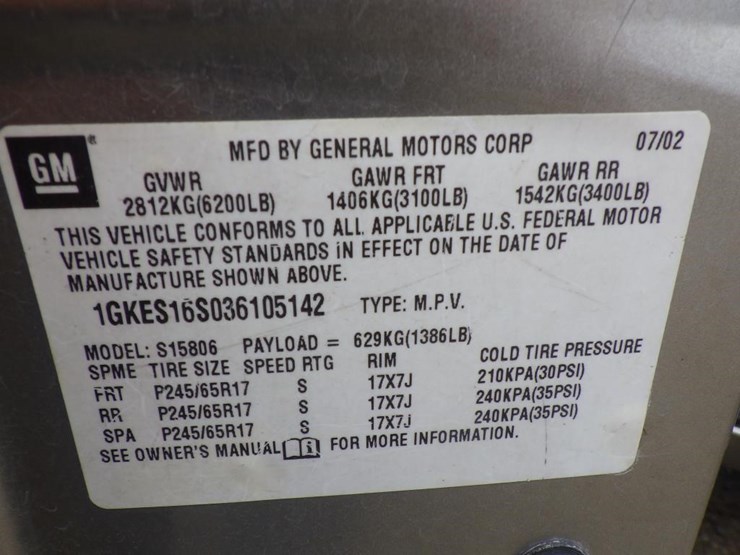 GM ® MFD BY GENERAL MOTORS CORP 07/02
GVWR GAWR FRT GAWR RR
2812KG(6200LB) 1406KG(3100LB) 1542KG(3400LB)
THIS VEHICLE CONFORMS TO ALL APPLICABLE U.S. FEDERAL MOTOR
VEHICLE SAFETY STANDARDS IN EFFECT ON THE DATE OF
MANUFACTURE SHOWN ABOVE.
1GKES16S036105142 TYPE: M.P.V.
MODEL: S15806 PAYLOAD = 629KG(1386LB)
SPME TIRE SIZE SPEED RTG RIM COLD TIRE PRESSURE
FRT P245/65R17 S 17X7J 210KPA(30PSI)
RR P245/65R17 S 17X7J 240KPA(35PSI)
SPA P245/65R17 S 17X7J 240KPA(35PSI)
SEE OWNER'S MANUAL i FOR MORE INFORMATION.